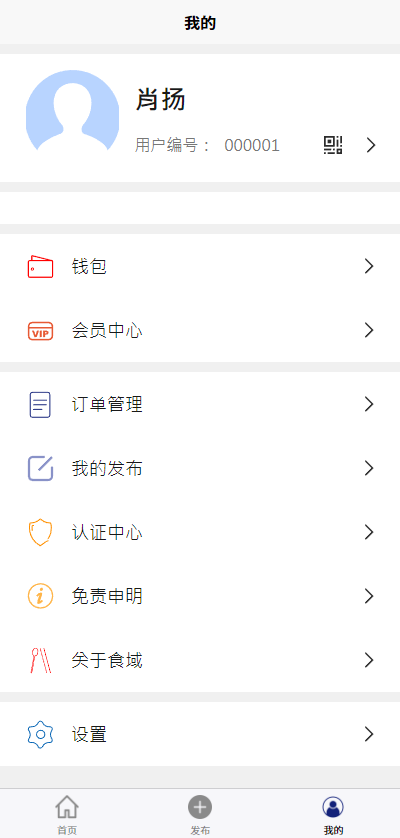 我的
肖扬
用户编号： 000001
钱包
VIP 会员中心
订单管理
我的发布
认证中心
免责申明
关于食域
设置
首页 发布 我的